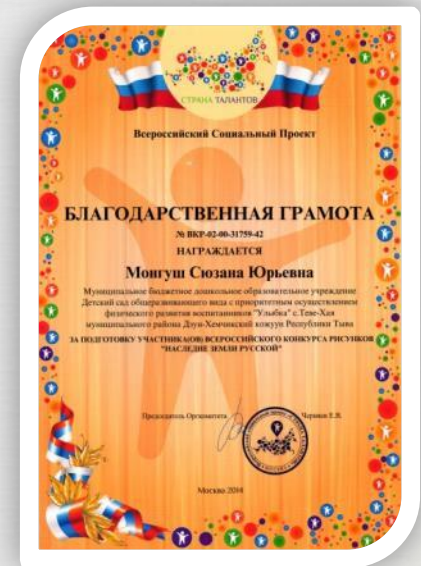 СТРАНА ТАЛАНТОВ
Всероссийский Социальный Проект
БЛАГОДАРСТВЕННАЯ ГРАМОТА
№ ВКР-02-00-31759-42
НАГРАЖДАЕТСЯ
Монгуш Сюзана Юрьевна
Муниципальное бюджетное дошкольное образовательное учреждение
Детский сад общеразвивающего вида с приоритетным осуществлением
физического развития воспитанников "Улыбка" с.Теве-Хая
муниципального района Дзун-Хемчикский кожуун Республики Тыва
ЗА ПОДГОТОВКУ УЧАСТНИКА(ОВ) ВСЕРОССИЙСКОГО КОНКУРСА РИСУНКОВ
"НАСЛЕДИЕ ЗЕМЛИ РУССКОЙ"
Председатель Оргкомитета
Е.В.
Москва 2014